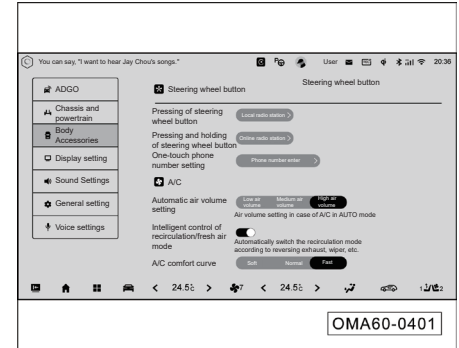 You can say, "I want to hear Jay Chou's songs."
User
20:36
ADGO
Chassis and
powertrain
Body
Accessories
Display setting
Sound Settings
General setting
Voice settings
Steering wheel button
Steering wheel button
Pressing of steering
wheel button
Local radio station >
Pressing and holding
of steering wheel button
Online radio station >
One-touch phone
number setting
Phone number enter >
A/C
Automatic air volume
setting
Low air
volume
Medium air
volume
High air
volume
Air volume setting in case of A/C in AUTO mode
Intelligent control of
recirculation/fresh air
mode
Automatically switch the recirculation mode
according to reversing exhaust, wiper, etc.
A/C comfort curve
Soft Normal Fast
< 24.5 > 7 < 24.5 > 1 2
OMA60-0401